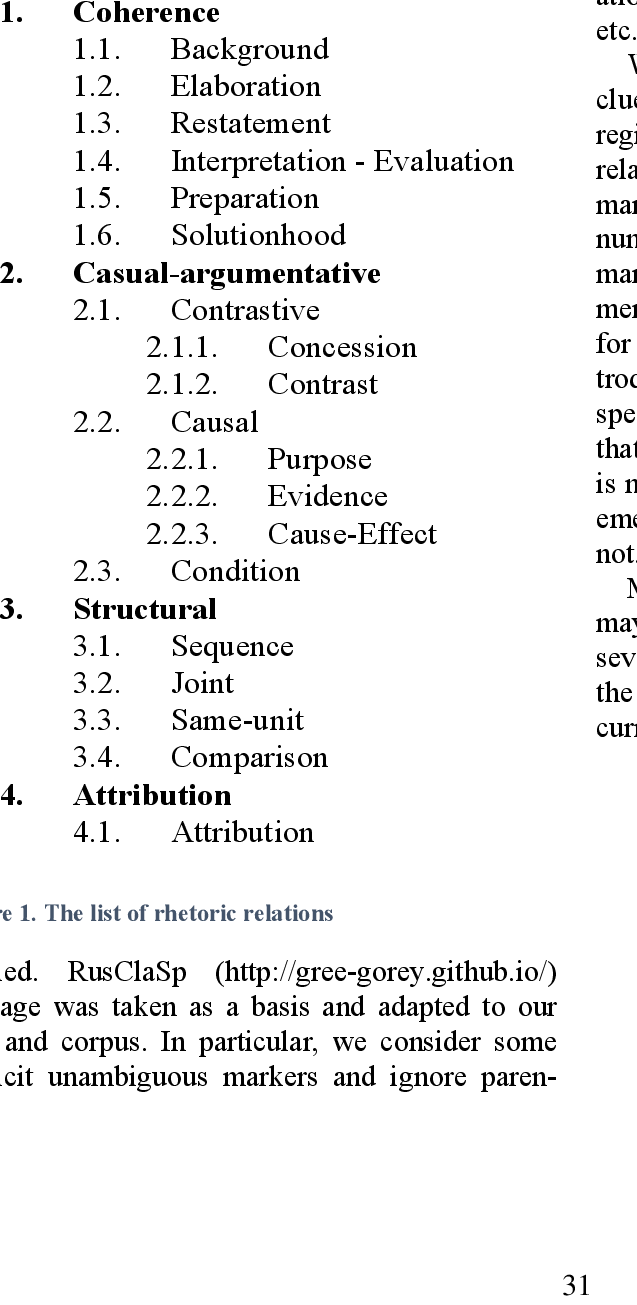 1. Coherence
1.1. Background
1.2. Elaboration
1.3. Restatement
1.4. Interpretation - Evaluation
1.5. Preparation
1.6. Solutionhood
2. Casual-argumentative
2.1. Contrastive
2.1.1. Concession
2.1.2. Contrast
2.2. Causal
2.2.1. Purpose
2.2.2. Evidence
2.2.3. Cause-Effect
2.3. Condition
3. Structural
3.1. Sequence
3.2. Joint
3.3. Same-unit
3.4. Comparison
4. Attribution
4.1. Attribution
re 1. The list of rhetoric relations
led. RusClaSp (http://gree-gorey.github.io/)
age was taken as a basis and adapted to our
and corpus. In particular, we consider some
icit unambiguous markers and ignore paren-
etc.
clue
regi
rela
mar
num
mar
men
for
trod
spe
that
is n
eme
not.
may
sev
the
curr
31